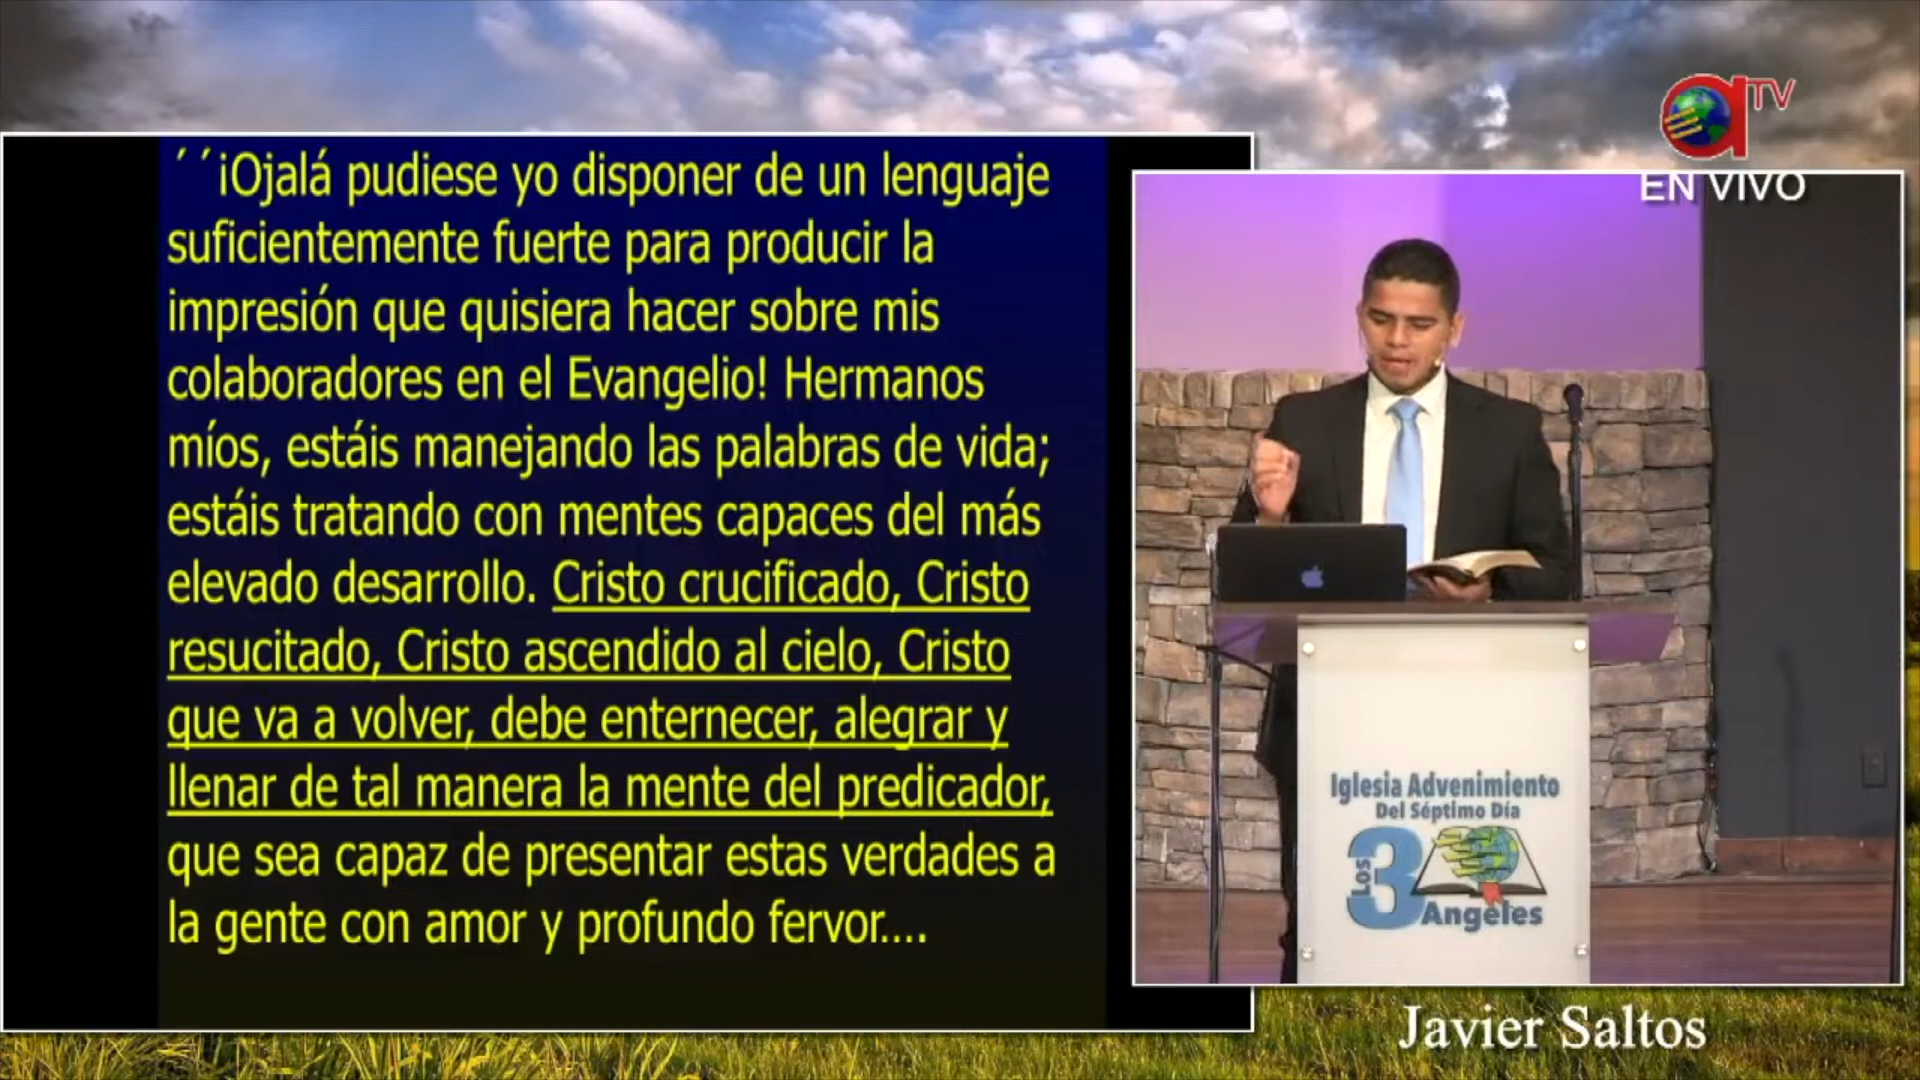 ´´¡Ojalá pudiese yo disponer de un lenguaje
suficientemente fuerte para producir la
impresión que quisiera hacer sobre mis
colaboradores en el Evangelio! Hermanos
míos, estáis manejando las palabras de vida;
estáis tratando con mentes capaces del más
elevado desarrollo. Cristo crucificado, Cristo
resucitado, Cristo ascendido al cielo, Cristo
que va a volver, debe enternecer, alegrar y
llenar de tal manera la mente del predicador,
que sea capaz de presentar estas verdades a
la gente con amor y profundo fervor....
a TV
EN VIVO
Iglesia Advenimiento
Del Séptimo Día
LOS 3
Angeles
Javier Saltos